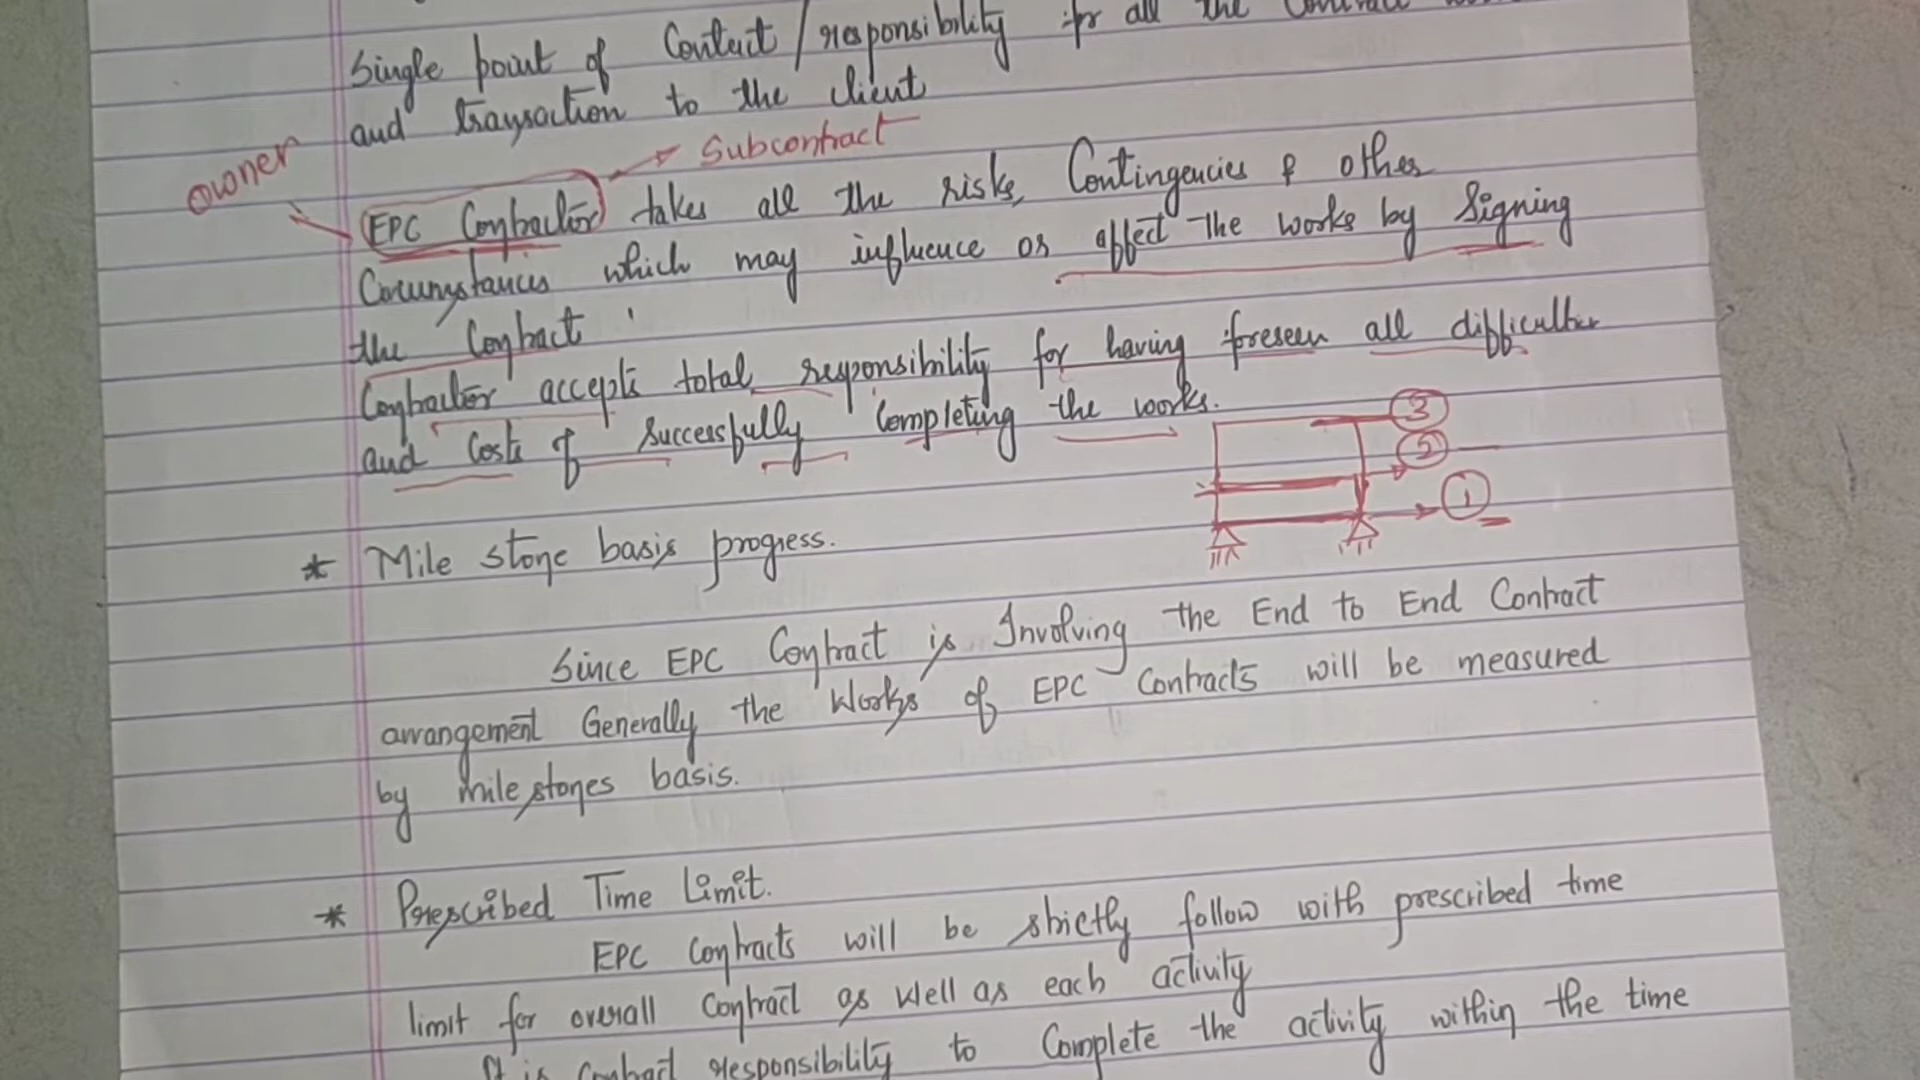 Single point of Contact / responsibility for all the Contract
and transaction to the client
owner
Subcontract
EPC Contractor takes all the risks, Contingencies & other
Circumstances which may influence or affect the works by Signing
the Contract.
Contractor accepts total responsibility for having foreseen all difficulties
and Costs of Successfully Completing the works.
3
2
1
* Mile stone basis progress.
Since EPC Contract is Involving the End to End Contract
arrangement Generally the Works of EPC Contracts will be measured
by mile stones basis.
* Prescribed Time Limit.
EPC Contracts will be strictly follow with prescribed time
limit for overall Contract as well as each activity
It is Contract responsibility to Complete the activity within the time